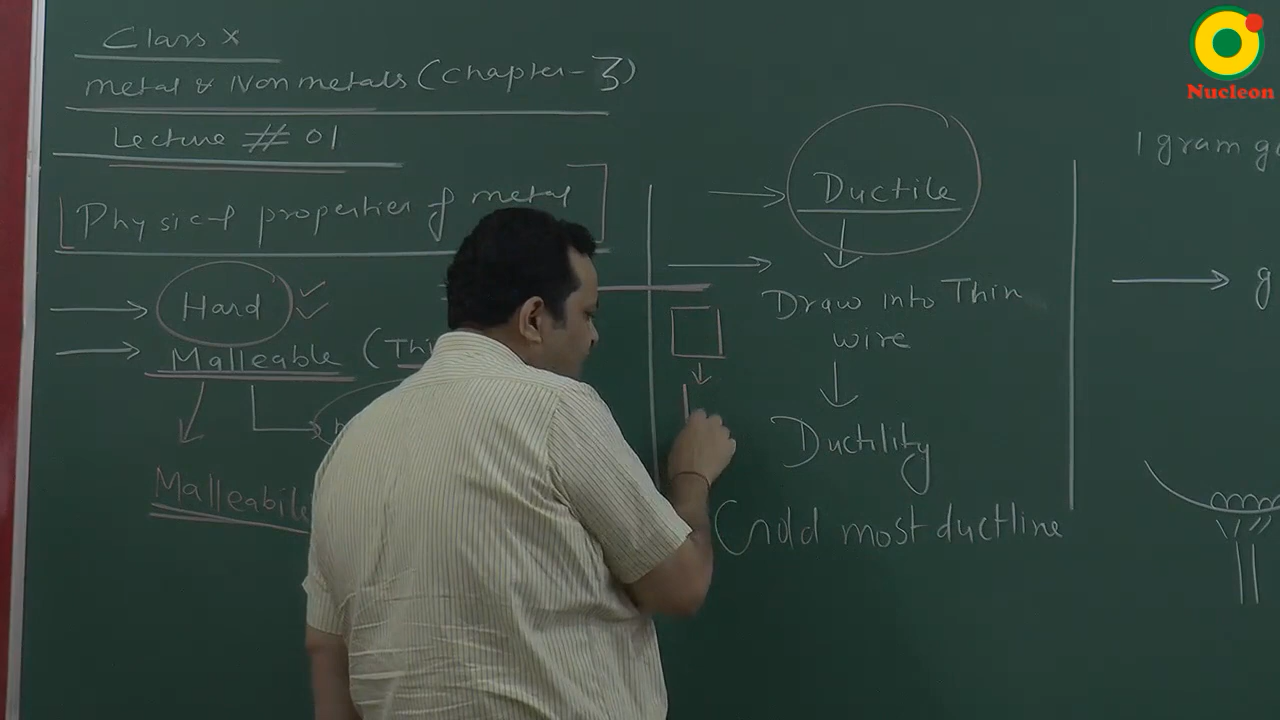 Class X
metal & Non metals (Chapter-3)
Lecture # 01
Physical properties of metal
Hard
Malleable (Thi
Malleabili
Ductile
Draw into Thin
wire
Ductility
Gold most ductline
1 gram g
g
Nucleon